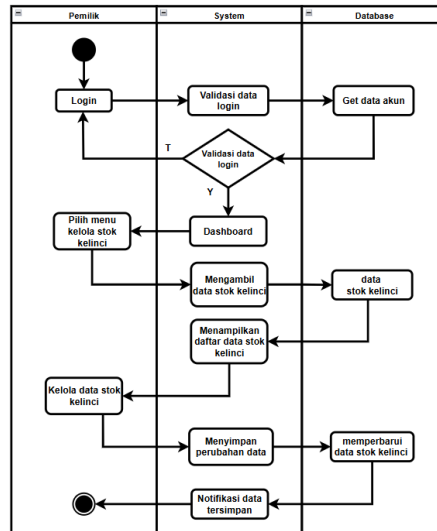 Pemilik
System
Database
Login
Validasi data
login
Get data akun
Validasi data
login
T
Y
Dashboard
Pilih menu
kelola stok
kelinci
Mengambil
data stok kelinci
data
stok kelinci
Menampilkan
daftar data stok
kelinci
Kelola data stok
kelinci
Menyimpan
perubahan data
memperbarui
data stok kelinci
Notifikasi data
tersimpan